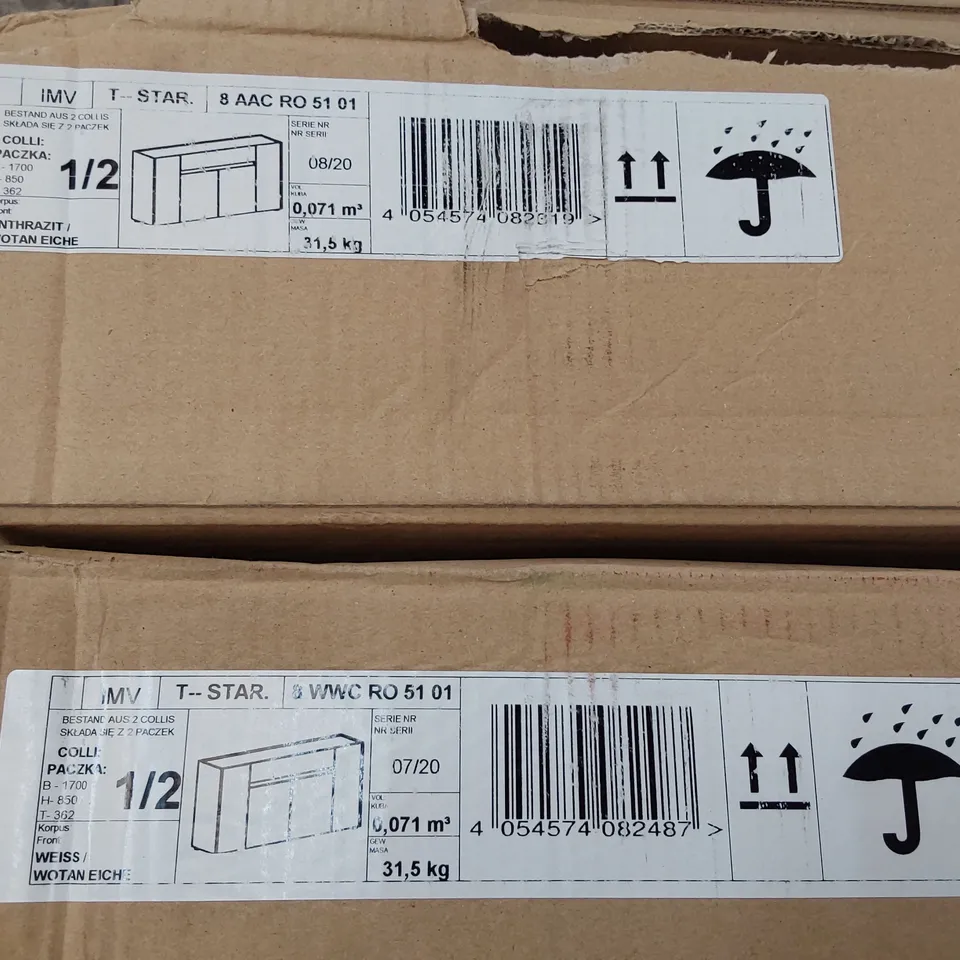 IMV T-- STAR. 8 AAC RO 51 01
BESTAND AUS 2 COLLIS
SKŁADA SIĘ Z 2 PACZEK
COLLI:
PACZKA:
- 1700
- 850
362
1/2
rpus:
ont
NTHRAZIT /
WOTAN EICHE
SERIE NR
NR SERII
08/20
VOL
KUBA
0,071 m³
GEW
MASA
31,5 kg
4 054574 082319 >
IMV T-- STAR. 8 WWC RO 51 01
BESTAND AUS 2 COLLIS
SKŁADA SIĘ Z 2 PACZEK
COLLI:
PACZKA:
B - 1700
H- 850
T- 362
1/2
Korpus
Front
WEISS /
WOTAN EICHE
SERIE NR
NR SERII
07/20
VOL
KUBA
0,071 m³
GEW
MASA
31,5 kg
4 054574 082487 >